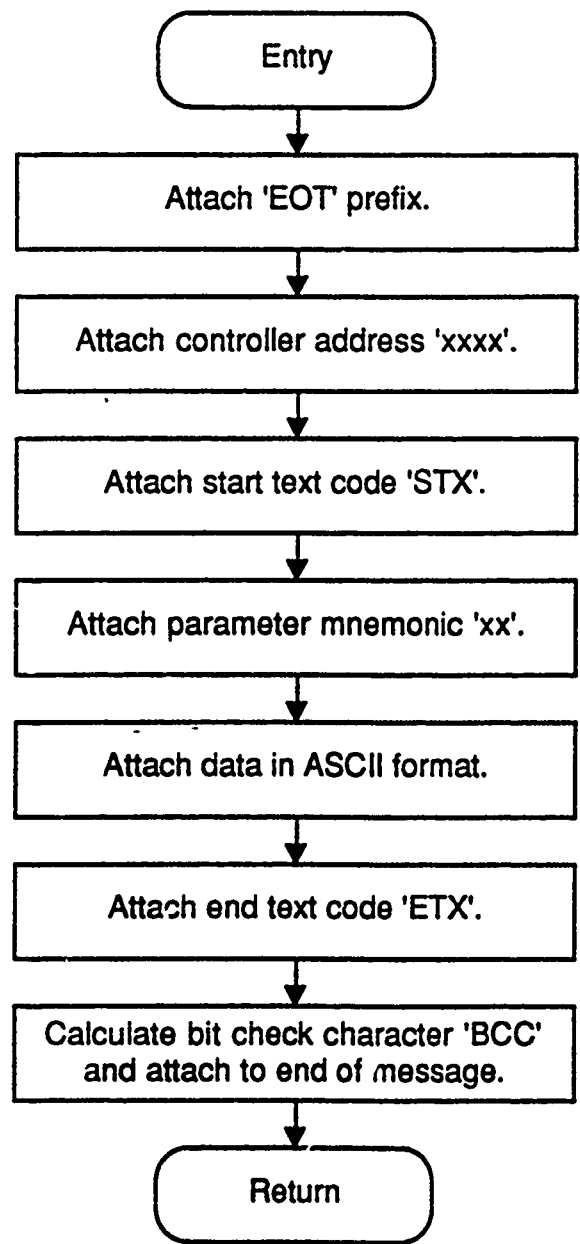 Entry
Attach 'EOT' prefix.
Attach controller address 'xxxx'.
Attach start text code 'STX'.
Attach parameter mnemonic 'xx'.
Attach data in ASCII format.
Attach end text code 'ETX'.
Calculate bit check character 'BCC'
and attach to end of message.
Return